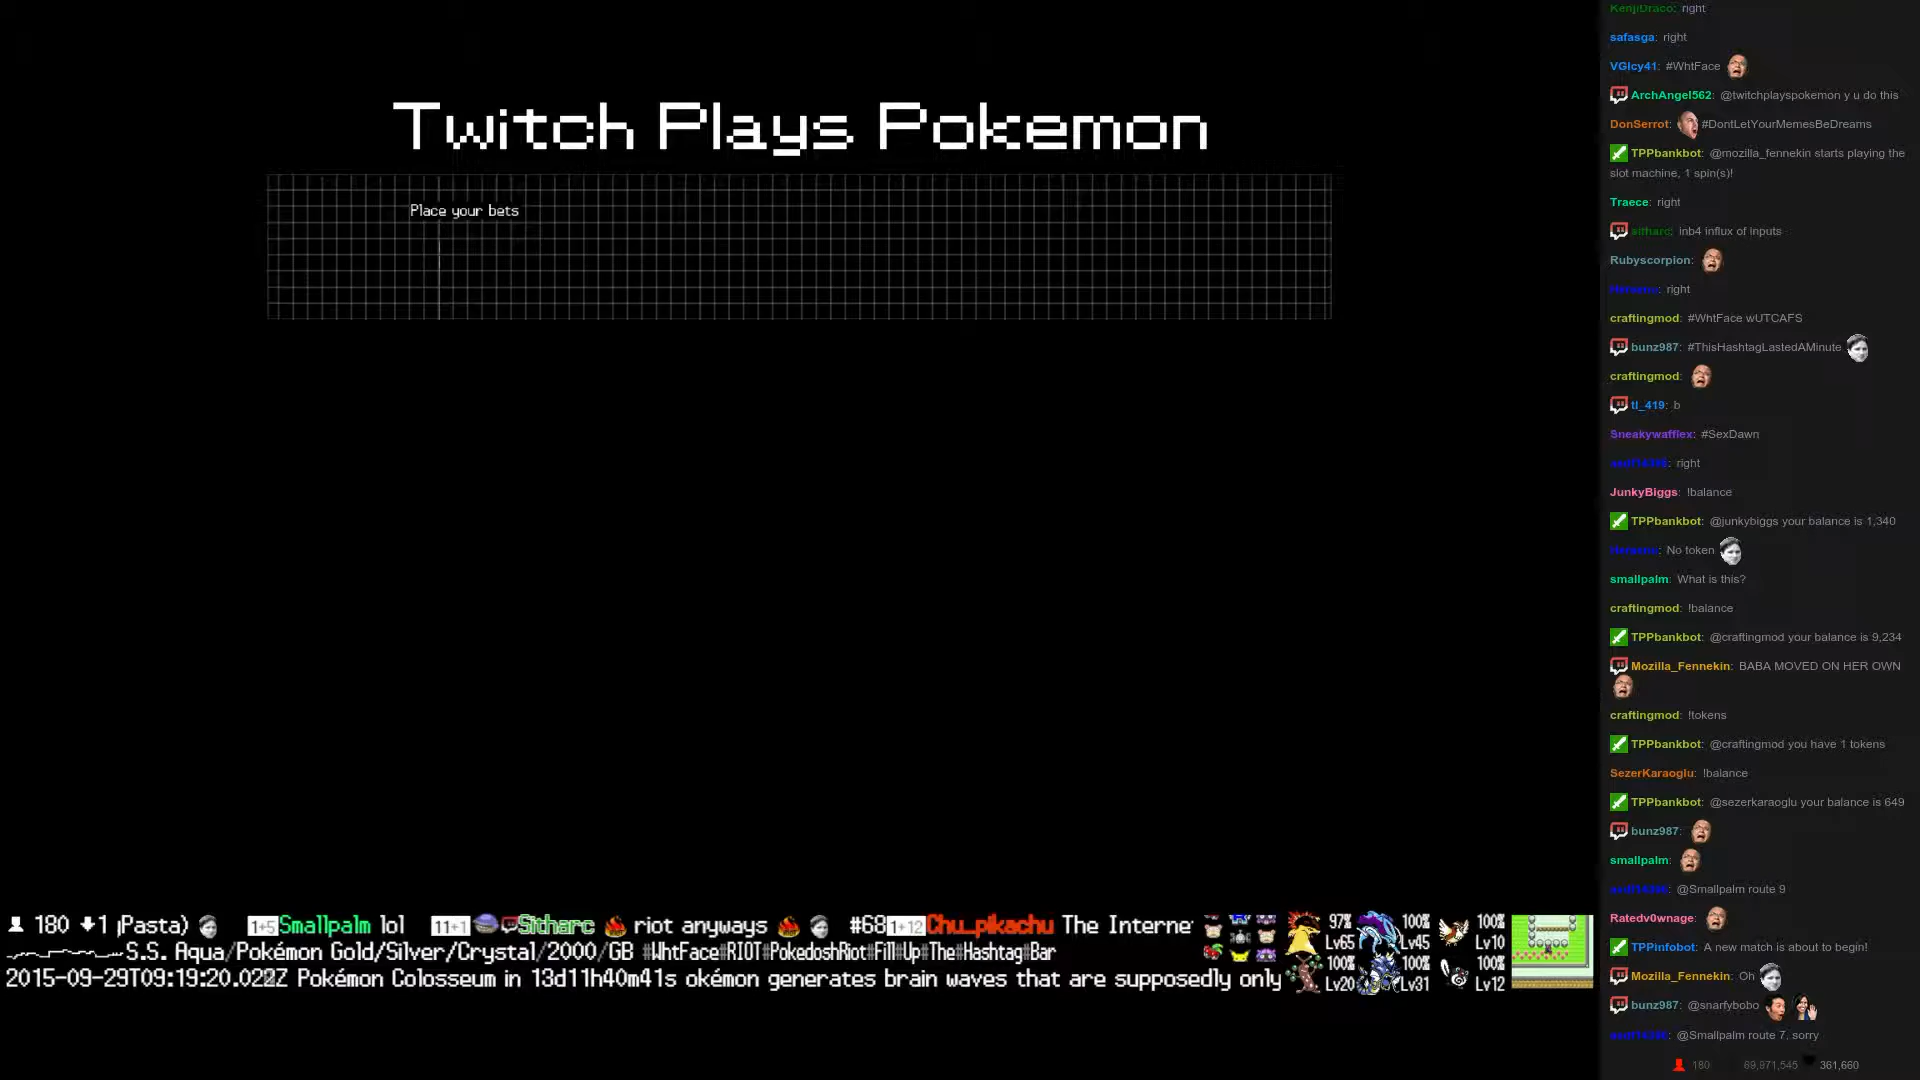 Twitch Plays Pokemon
Place your bets
180 1 (Pasta) 1+5 Smallpalm lol 11+1 Sitharc riot anyways #68 1+12 Chu_pikachu The Interne
S.S. Aqua/Pokémon Gold/Silver/Crystal/2000/GB #WhtFace#RIOT#PokedoshRiot#Fill#Up#The#Hashtag#Bar
Pokémon Colosseum in 13d11h40m41s okémon generates brain waves that are supposedly only
97% 100% 100%
Lv65 Lv45 Lv10
100% 100% 100%
Lv20 Lv31 Lv12
KenjiDraco: right
safasga: right
VGlcy41: #WhtFace
ArchAngel562: @twitchplayspokemon y u do this
DonSerrot: #DontLetYourMemesBeDreams
TPPbankbot: @mozilla_fennekin starts playing the
slot machine, 1 spin(s)!
Traece: right
sitharc: inb4 influx of inputs
Rubyscorpion:
right
craftingmod: #WhtFace wUTCAFS
bunz987: #ThisHashtagLastedAMinute
craftingmod:
tl_419: b
Sneakywafflex: #SexDawn
right
JunkyBiggs: !balance
TPPbankbot: @junkybiggs your balance is 1,340
No token
smallpalm: What is this?
craftingmod: !balance
TPPbankbot: @craftingmod your balance is 9,234
Mozilla_Fennekin: BABA MOVED ON HER OWN
craftingmod: !tokens
TPPbankbot: @craftingmod you have 1 tokens
SezerKaraoglu: !balance
TPPbankbot: @sezerkaraoglu your balance is 649
bunz987:
smallpalm:
@Smallpalm route 9
Ratedv0wnage:
TPPinfobot: A new match is about to begin!
Mozilla_Fennekin: Oh
bunz987: @snarfybobo
@Smallpalm route 7, sorry
180 69,971,545 361,660